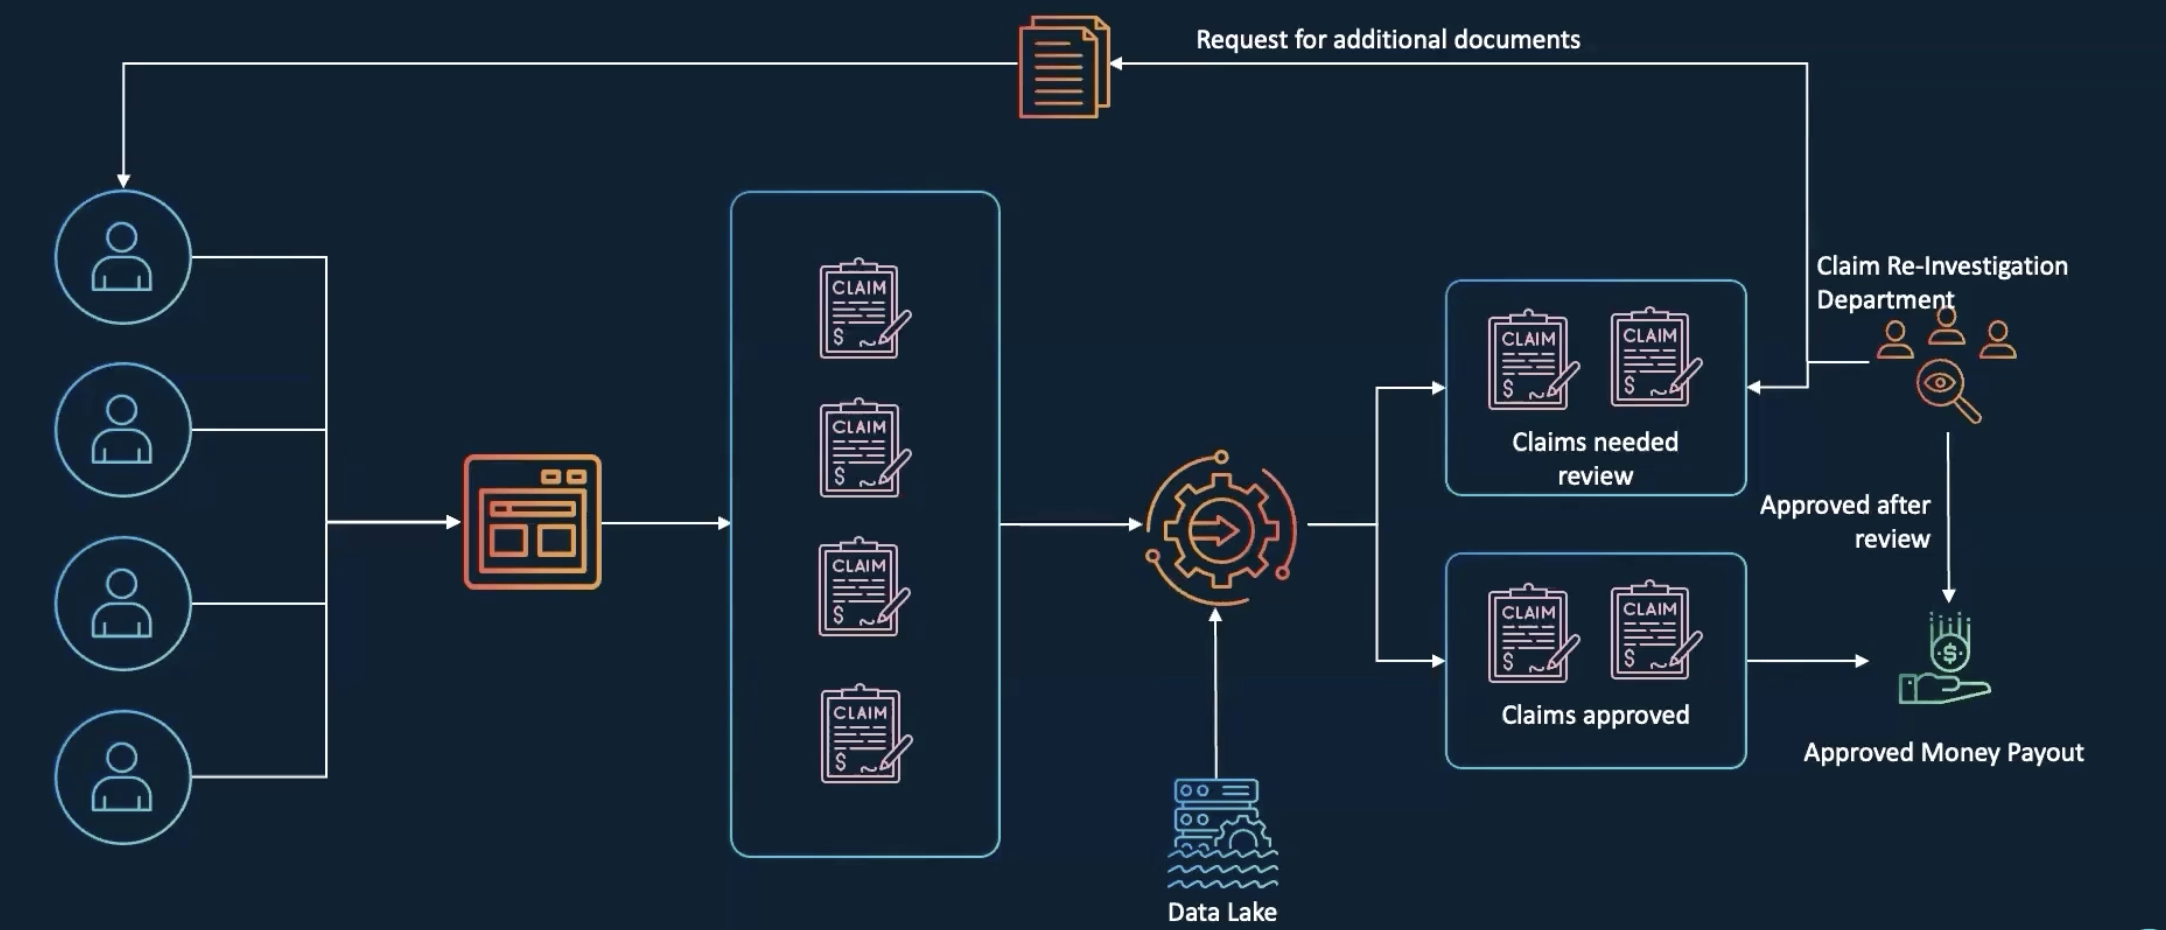 Request for additional documents
Claim Re-Investigation
Department
CLAIM
$
CLAIM
$
CLAIM
$
CLAIM
$
CLAIM
$
CLAIM
$
Claims needed
review
Approved after
review
CLAIM
$
CLAIM
$
Claims approved
$
Approved Money Payout
Data Lake